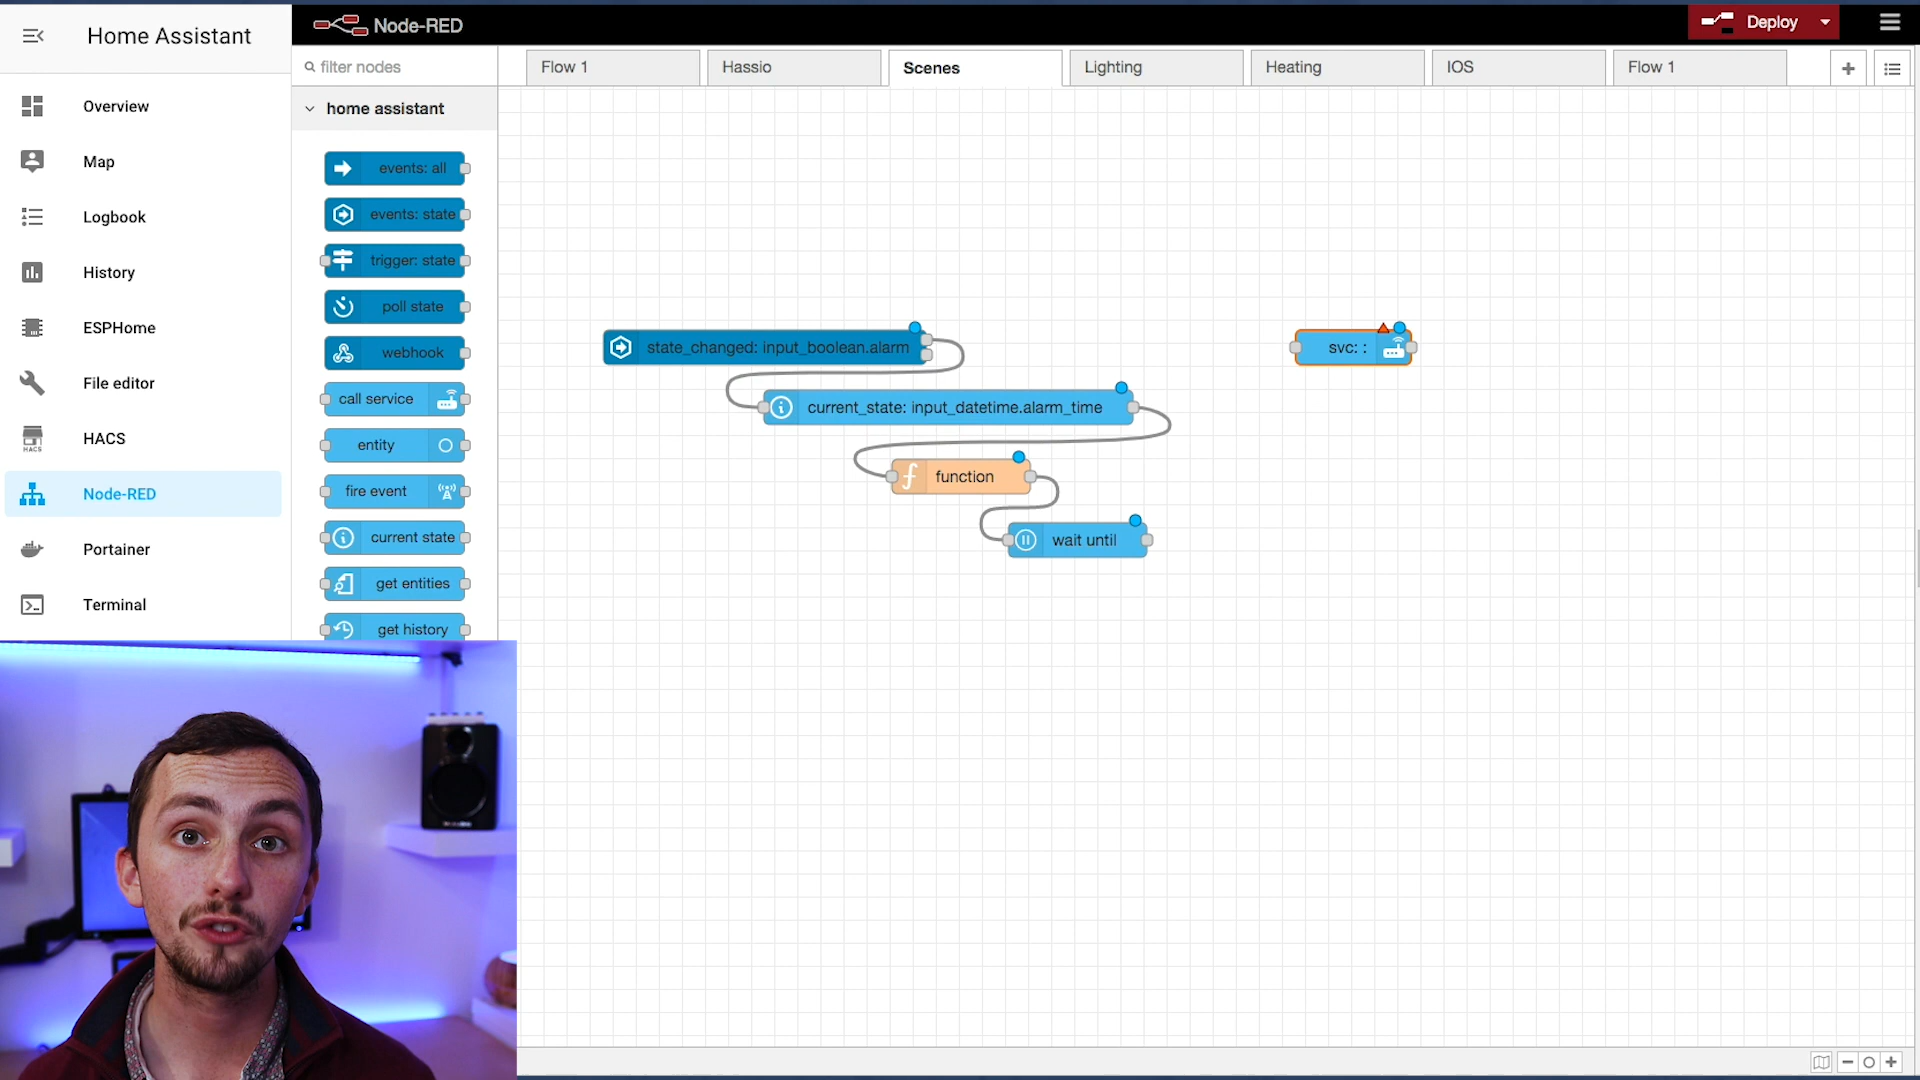 Home Assistant
Node-RED
Deploy
filter nodes
Flow 1
Hassio
Scenes
Lighting
Heating
IOS
Flow 1
home assistant
Overview
Map
Logbook
History
ESPHome
File editor
HACS
HACS
Node-RED
Portainer
Terminal
events: all
events: state
trigger: state
poll state
webhook
call service
entity
fire event
current state
get entities
get history
state_changed: input_boolean.alarm
svc: :
current_state: input_datetime.alarm_time
function
wait until